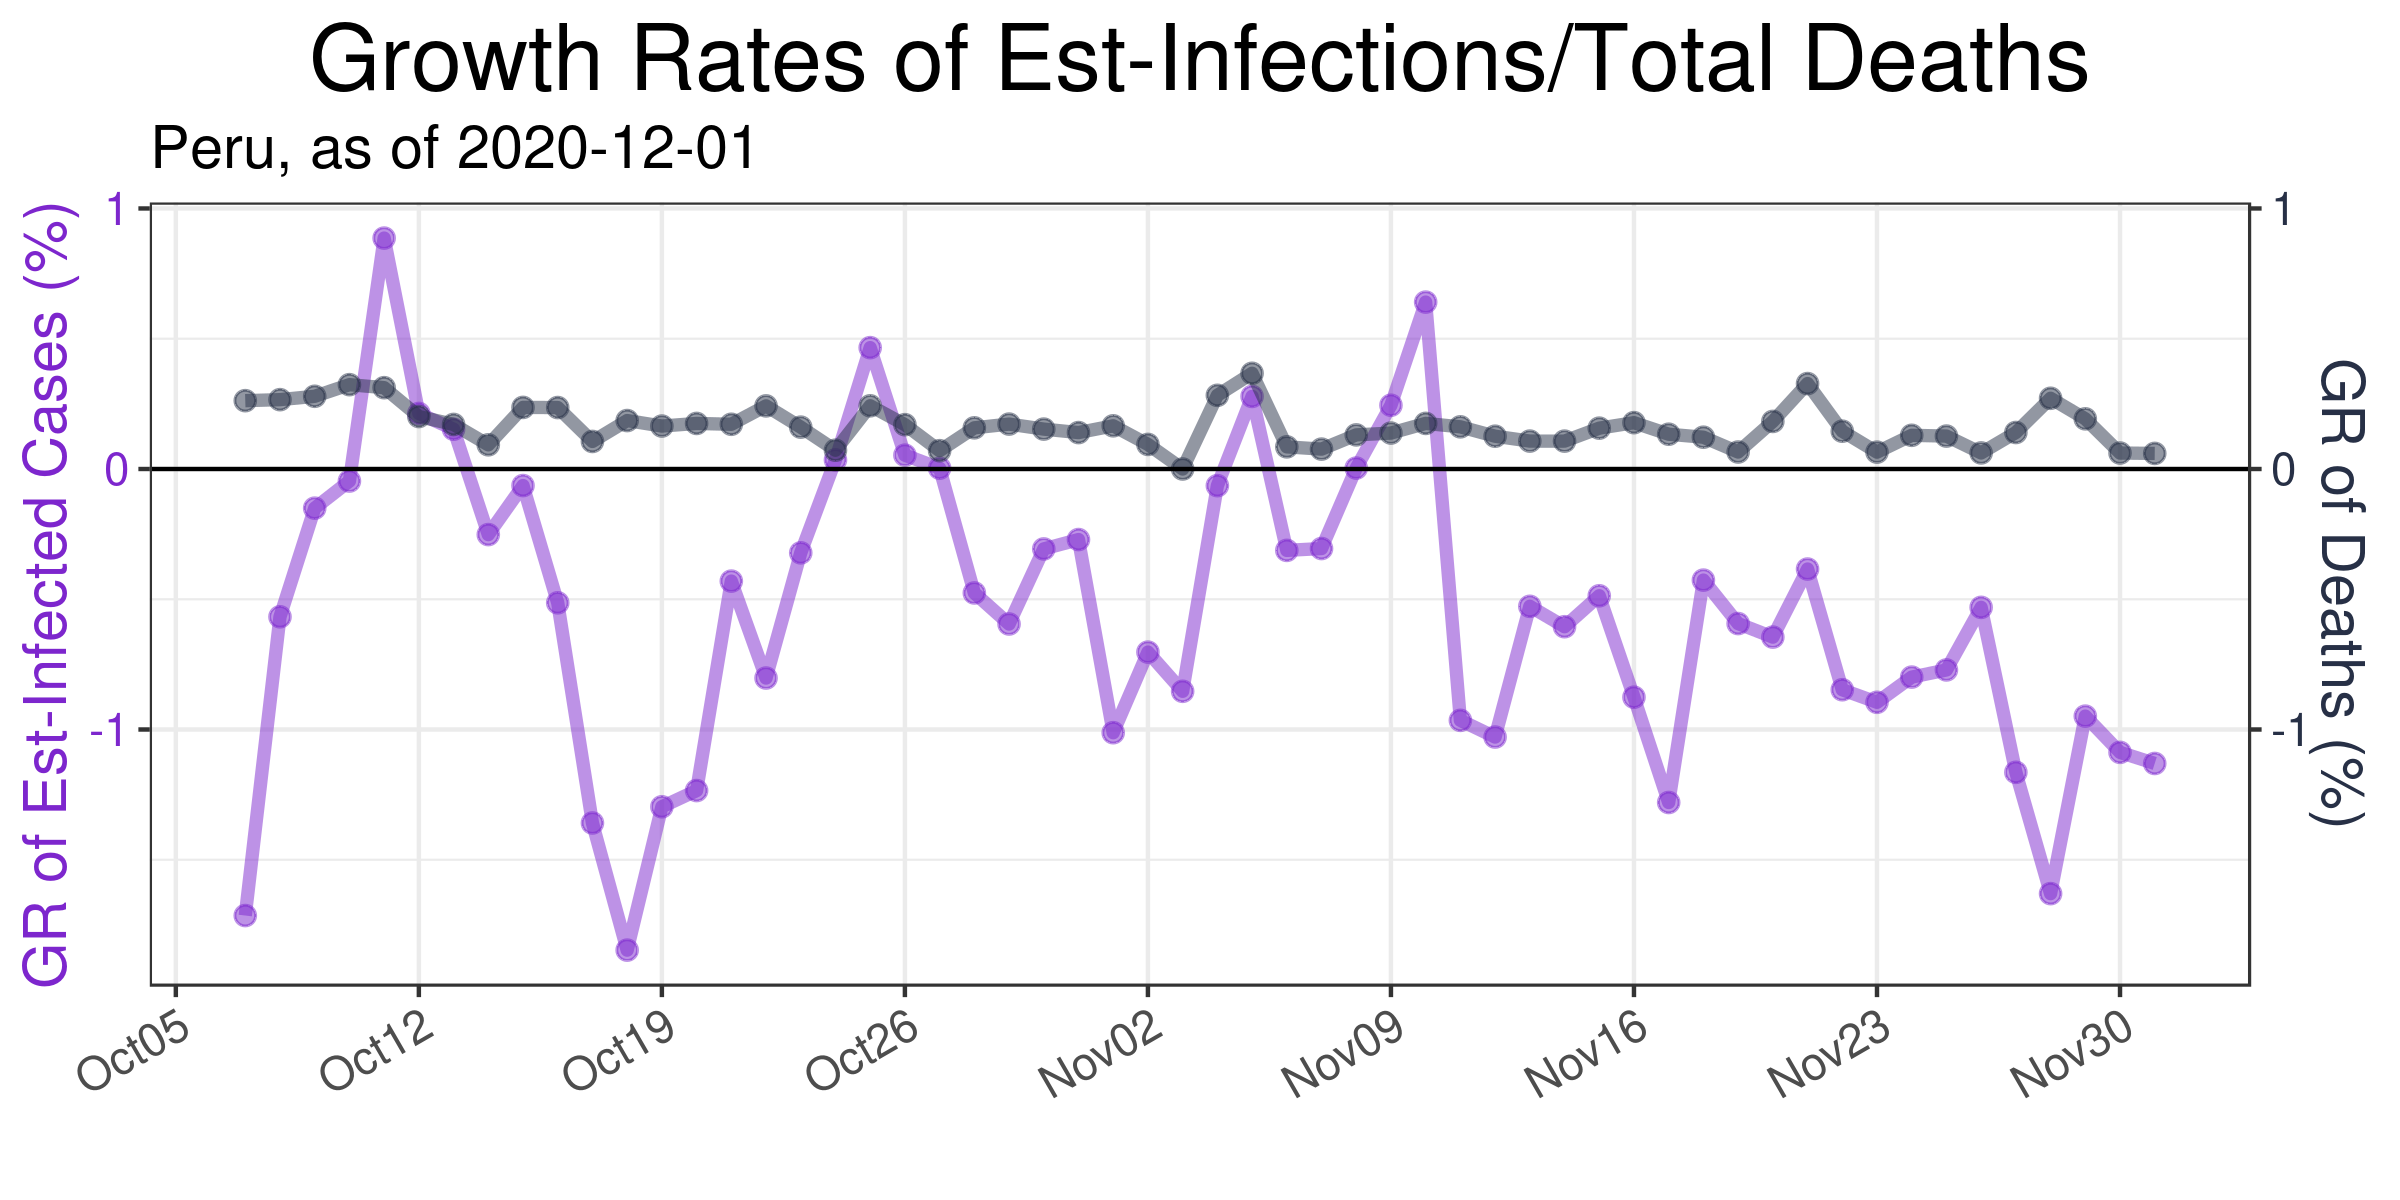 Growth Rates of Est-Infections/Total Deaths
Peru, as of 2020-12-01
GR of Est-Infected Cases (%)
1
0
-1
1
0
-1
GR of Deaths (%)
Oct05
Oct12
Oct19
Oct26
Nov02
Nov09
Nov16
Nov23
Nov30